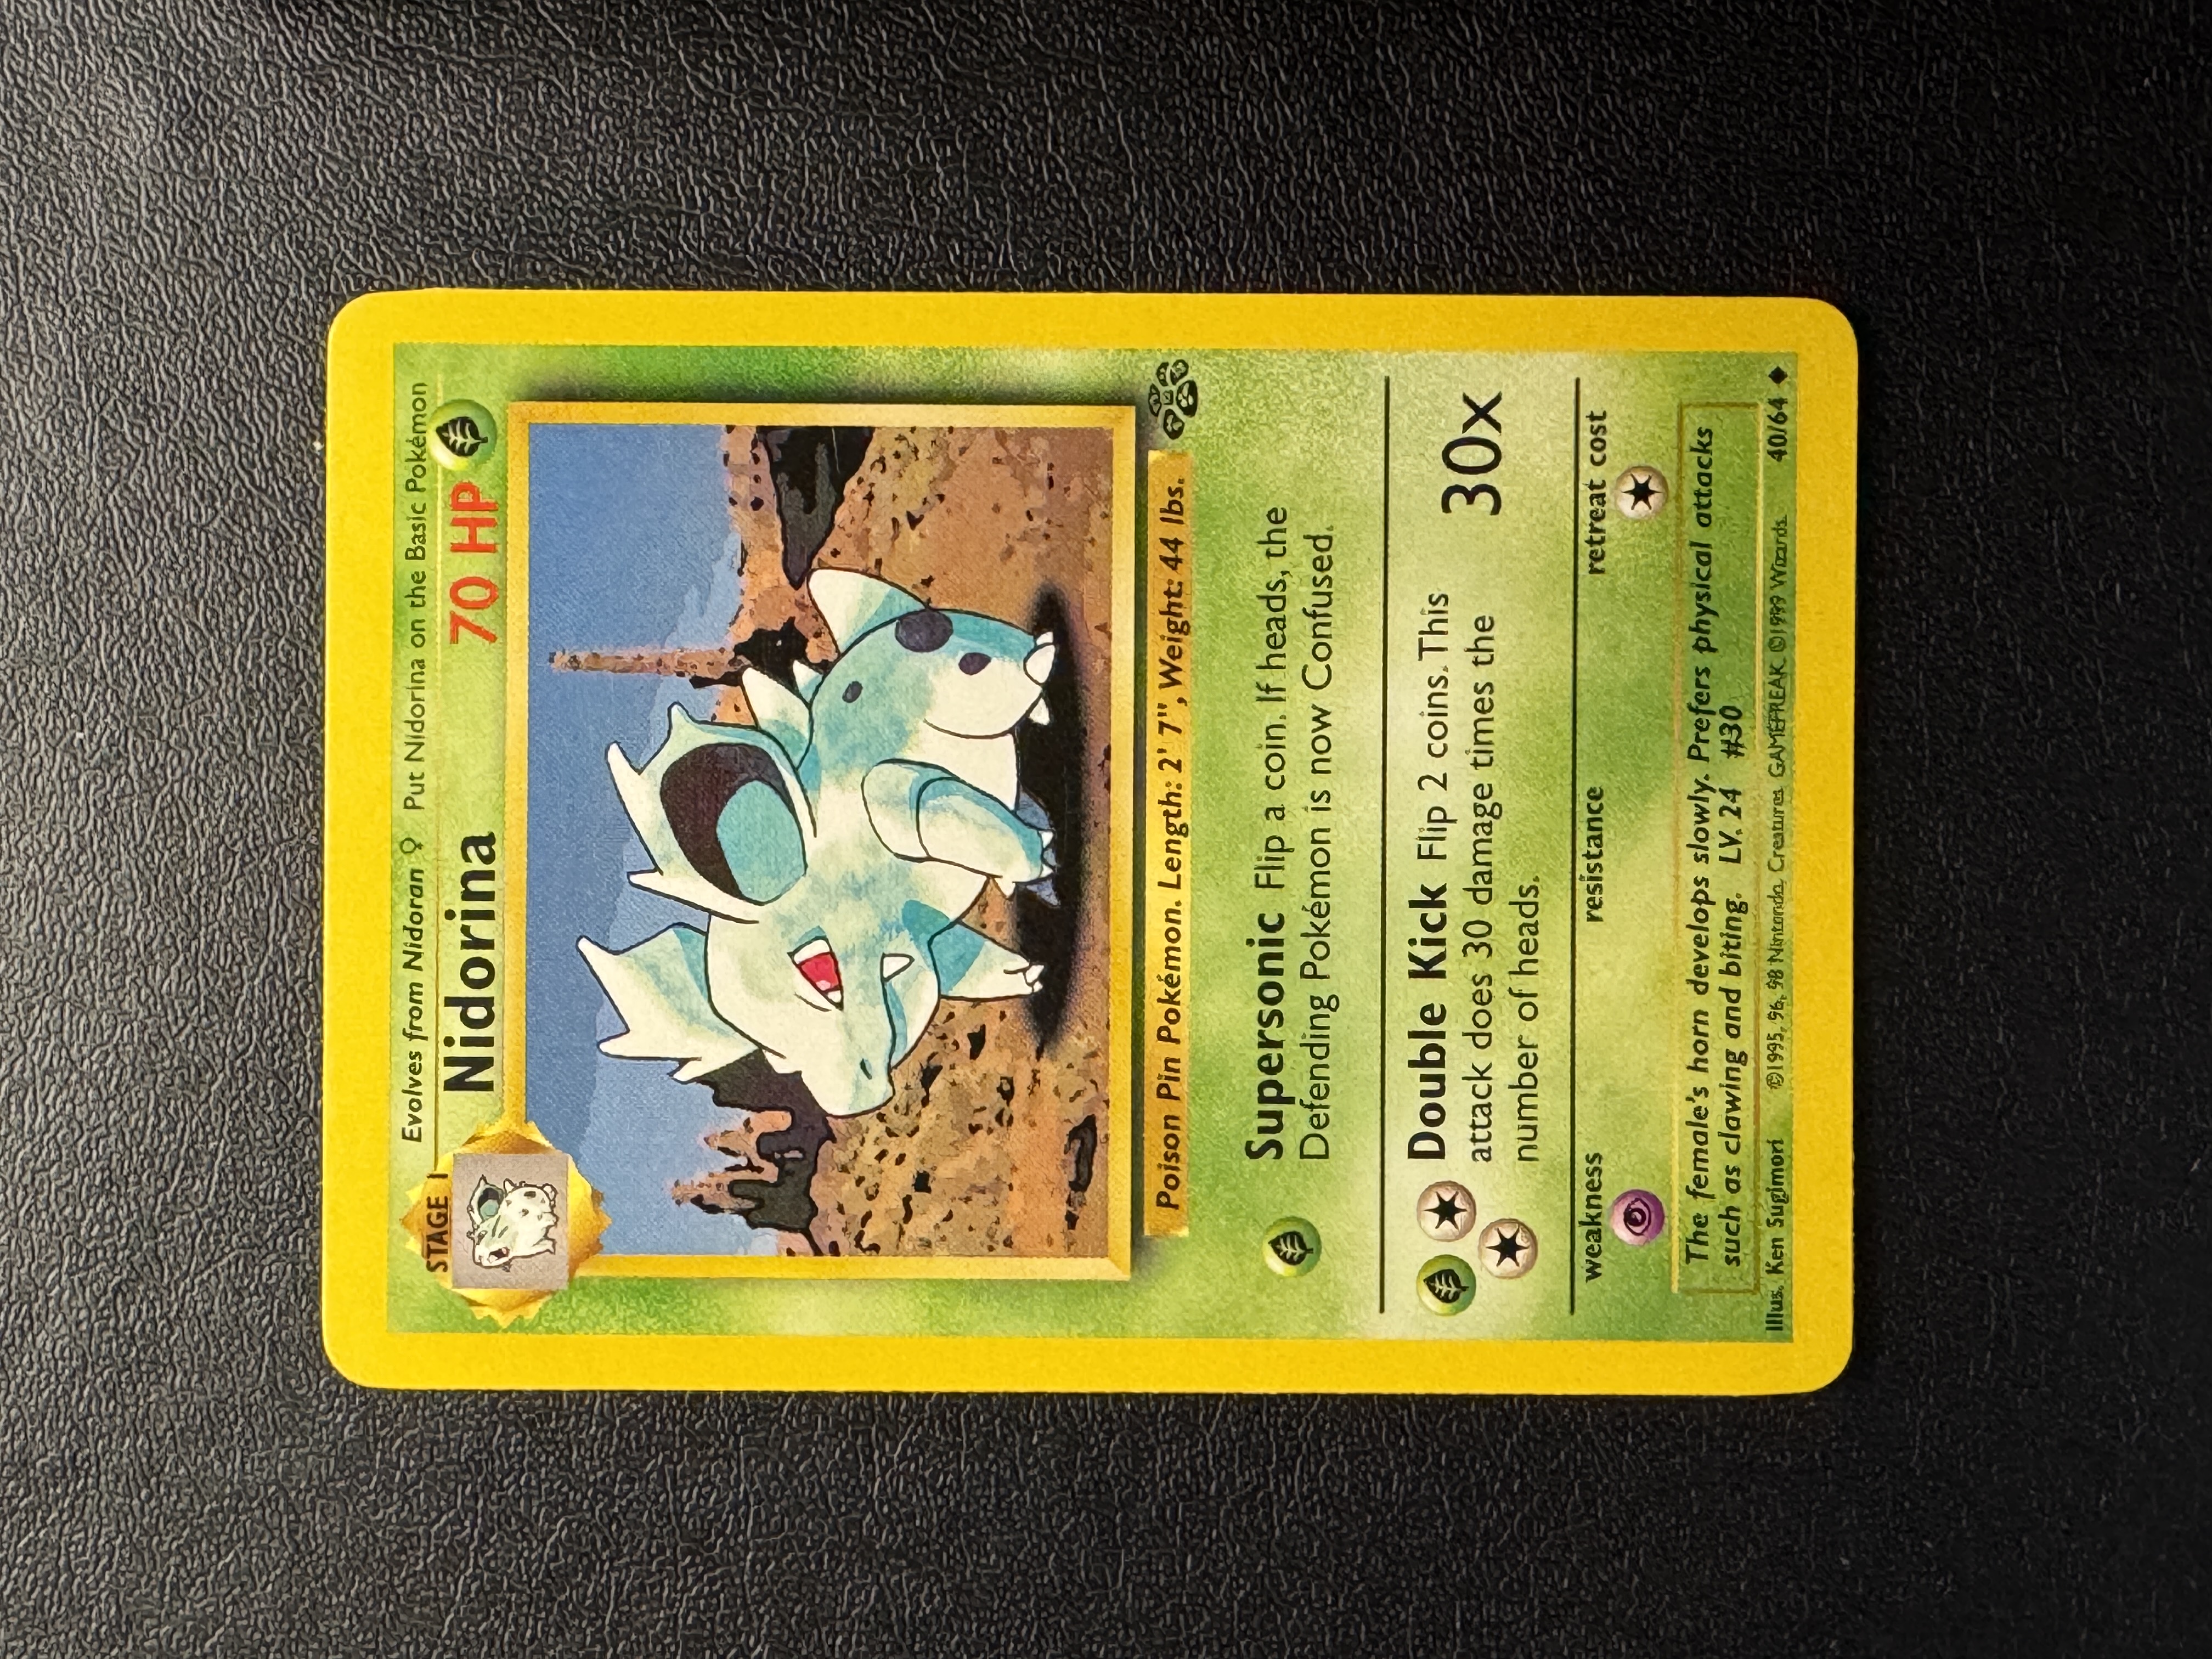 STAGE 1
Evolves from Nidoran ♀ Put Nidorina on the Basic Pokémon
Nidorina 70 HP
Poison Pin Pokémon. Length: 2' 7", Weight: 44 lbs.
Supersonic Flip a coin. If heads, the
Defending Pokémon is now Confused.
Double Kick Flip 2 coins. This
attack does 30 damage times the
number of heads.
30x
weakness resistance retreat cost
The female's horn develops slowly. Prefers physical attacks
such as clawing and biting. LV. 24 #30
Illus. Ken Sugimori ©1995, 96, 98 Nintendo, Creatures, GAMEFREAK. ©1999 Wizards. 40/64